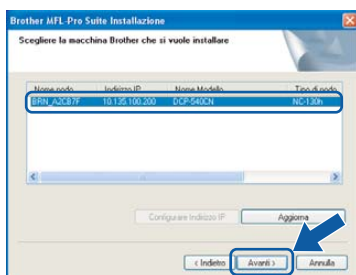 Brother MFL-Pro Suite Installazione
Scegliere la macchina Brother che si vuole installare
Nome nodo Indirizzo IP Nome Modello Tipo di nodo
BRN_A2CB7F 10.135.100.200 DCP-540CN NC-130h
Configurare Indirizzo IP Aggiorna
< Indietro Avanti > Annulla